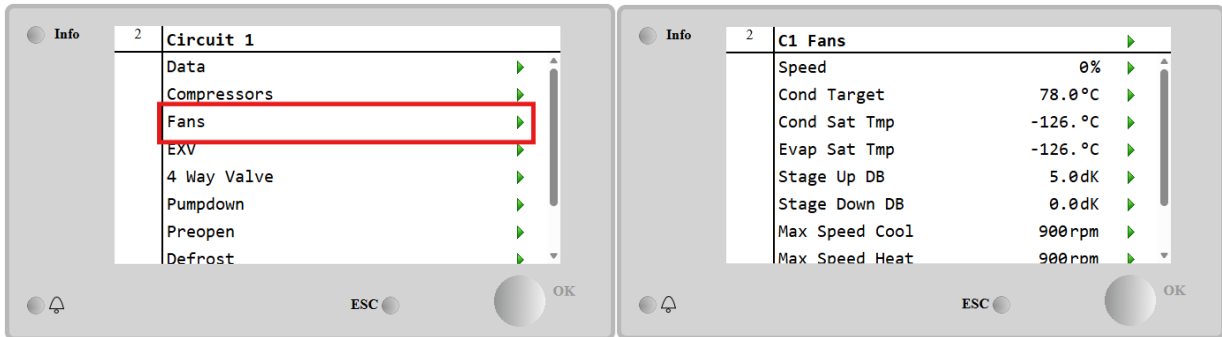 Info
2 Circuit 1
Data
Compressors
Fans
EXV
4 Way Valve
Pumpdown
Preopen
Defrost
ESC
OK
Info
2 C1 Fans
Speed 0%
Cond Target 78.0°C
Cond Sat Tmp -126.°C
Evap Sat Tmp -126.°C
Stage Up DB 5.0dK
Stage Down DB 0.0dK
Max Speed Cool 900rpm
Max Speed Heat 900rpm
ESC
OK